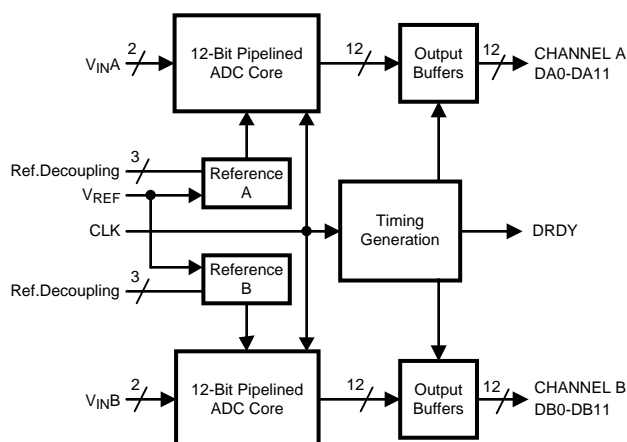 2
V_INA
12-Bit Pipelined
ADC Core
12
Output
Buffers
12
CHANNEL A
DA0-DA11
Ref.Decoupling
3
Reference
A
V_REF
CLK
Timing
Generation
DRDY
Ref.Decoupling
3
Reference
B
2
V_INB
12-Bit Pipelined
ADC Core
12
Output
Buffers
12
CHANNEL B
DB0-DB11